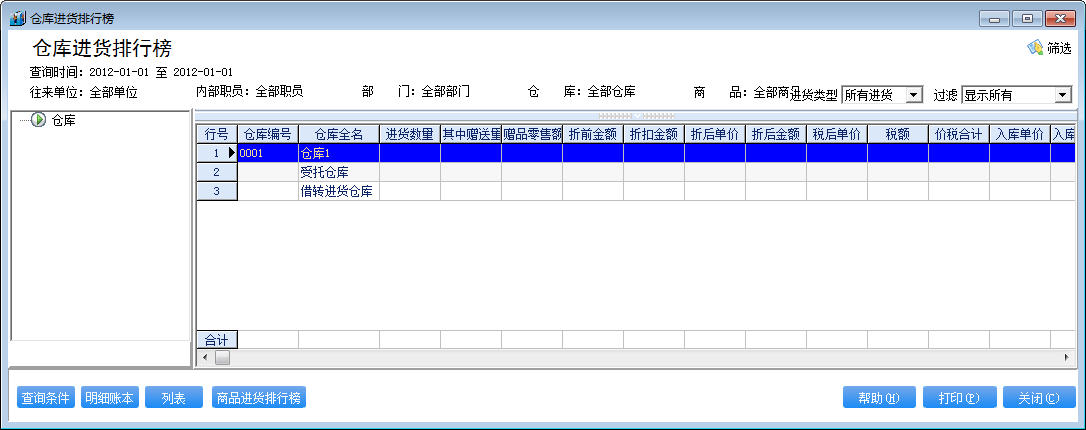 仓库进货排行榜
仓库进货排行榜
筛选
查询时间：2012-01-01 至 2012-01-01
往来单位：全部单位 内部职员：全部职员 部 门：全部部门 仓 库：全部仓库 商 品：全部商 进货类型 所有进货 过滤 显示所有
仓库
行号 仓库编号 仓库全名 进货数量 其中赠送量 赠品零售额 折前金额 折扣金额 折后单价 折后金额 税后单价 税额 价税合计 入库单价 入库
1 0001 仓库1
2 受托仓库
3 借转进货仓库
合计
查询条件 明细账本 列表 商品进货排行榜 帮助(H) 打印(P) 关闭(C)